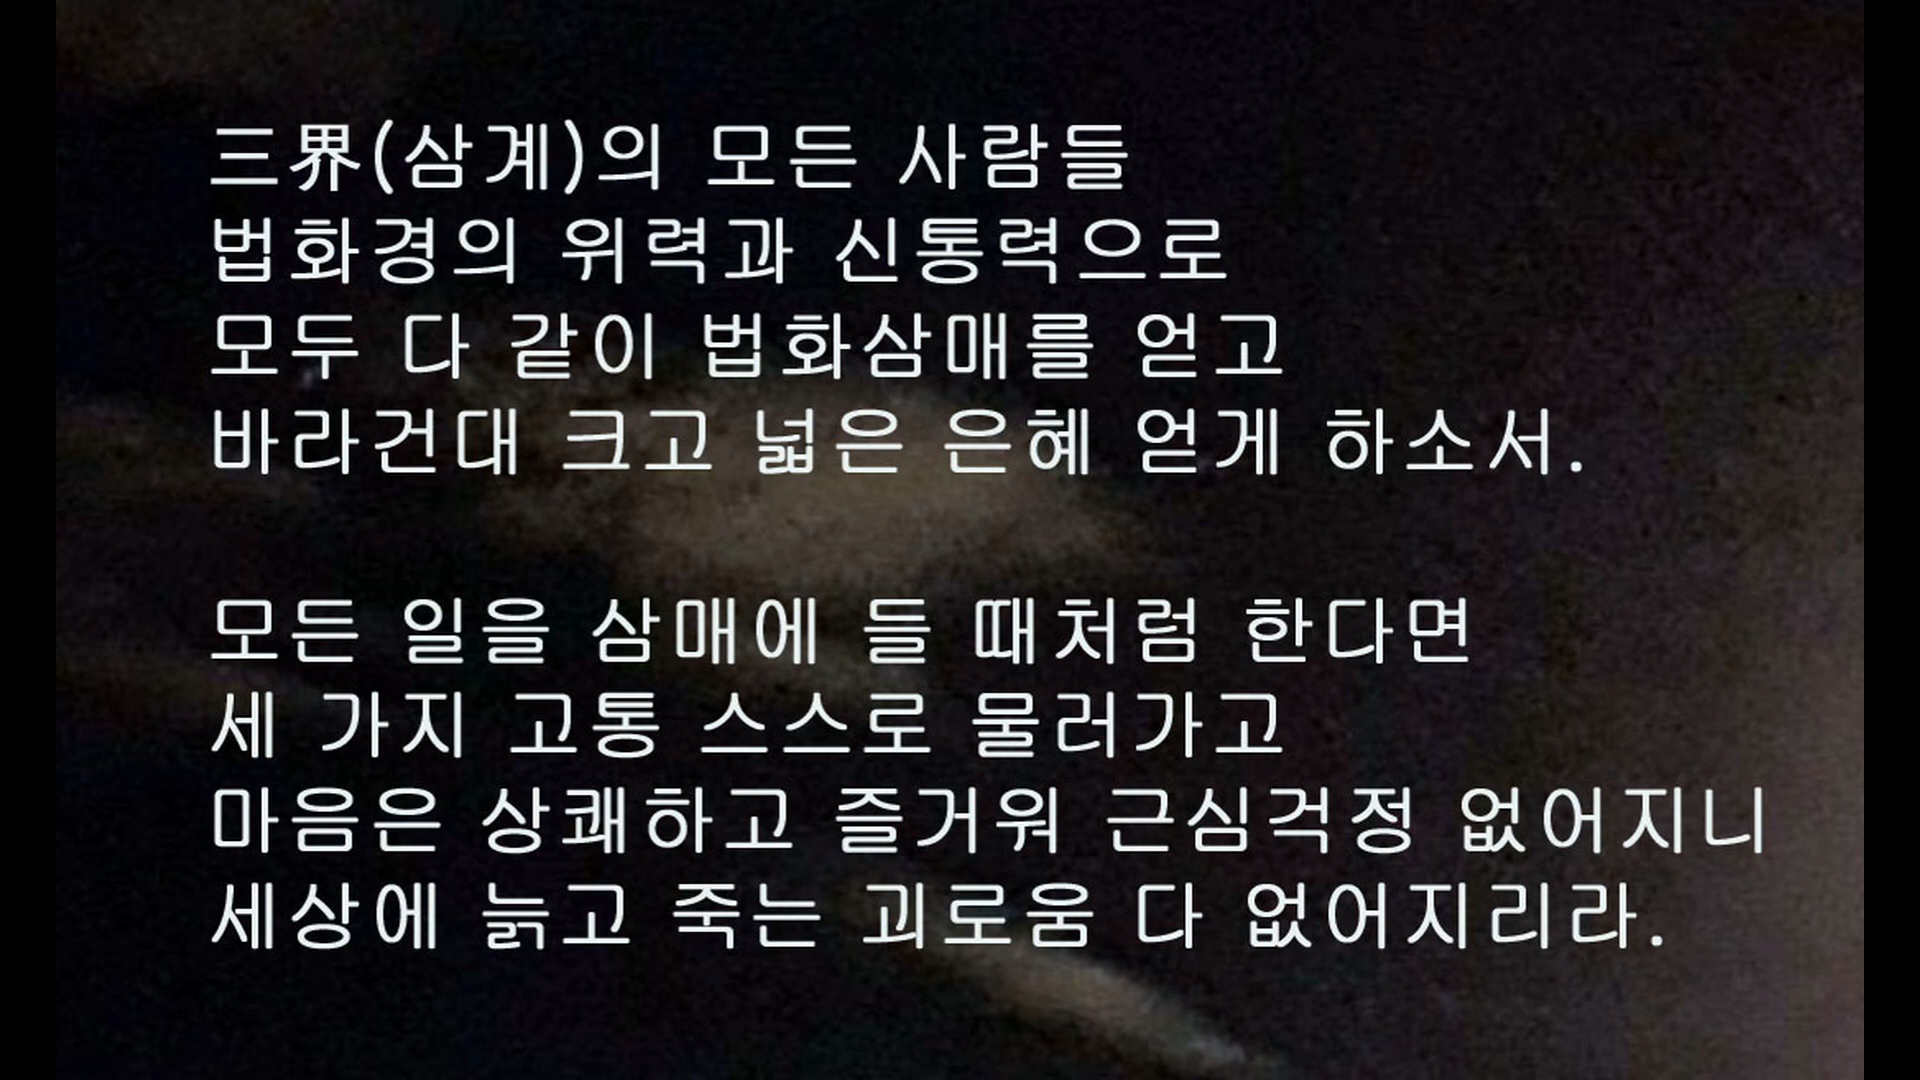 三界(삼계)의 모든 사람들
법화경의 위력과 신통력으로
모두 다 같이 법화삼매를 얻고
바라건대 크고 넓은 은혜 얻게 하소서.
모든 일을 삼매에 들 때처럼 한다면
세 가지 고통 스스로 물러가고
마음은 상쾌하고 즐거워 근심걱정 없어지니
세상에 늙고 죽는 괴로움 다 없어지리라.